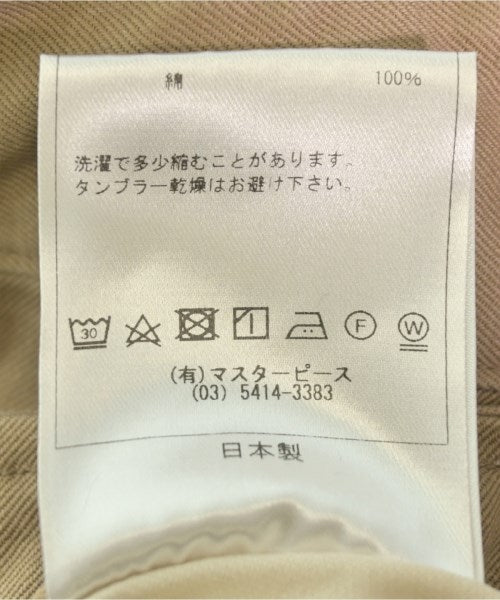 綿 100%
洗濯で多少縮むことがあります。
タンブラー乾燥はお避け下さい。
30 F W
(有)マスターピース
(03) 5414-3383
日本製